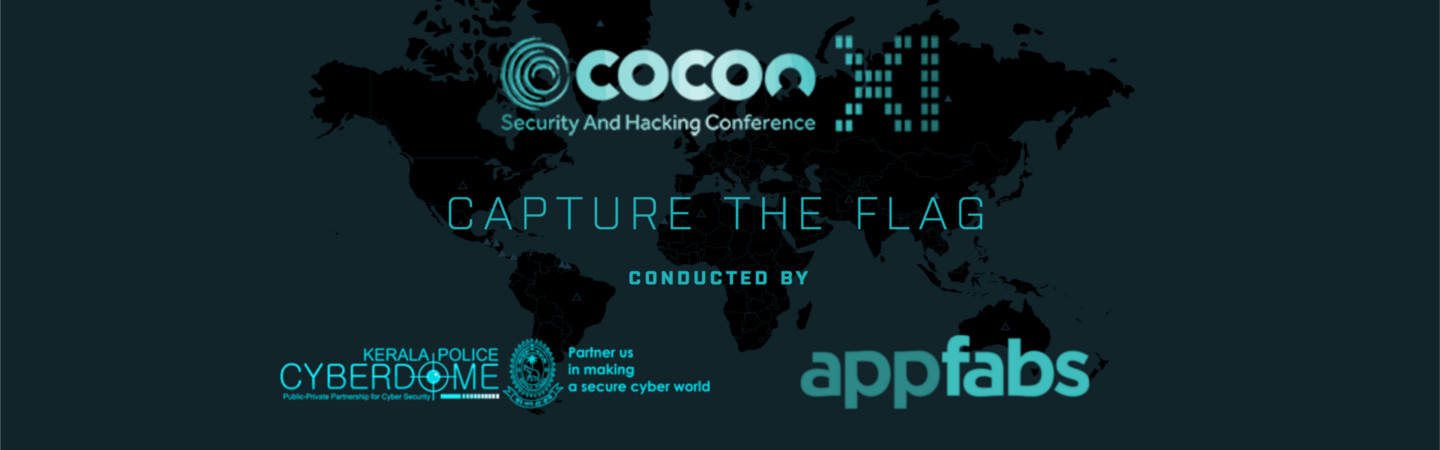 cocon XI
Security And Hacking Conference
CAPTURE THE FLAG
CONDUCTED BY
KERALA POLICE
CYBERDOME
Public-Private Partnership for Cyber Security
Partner us
in making
a secure cyber world
appfabs